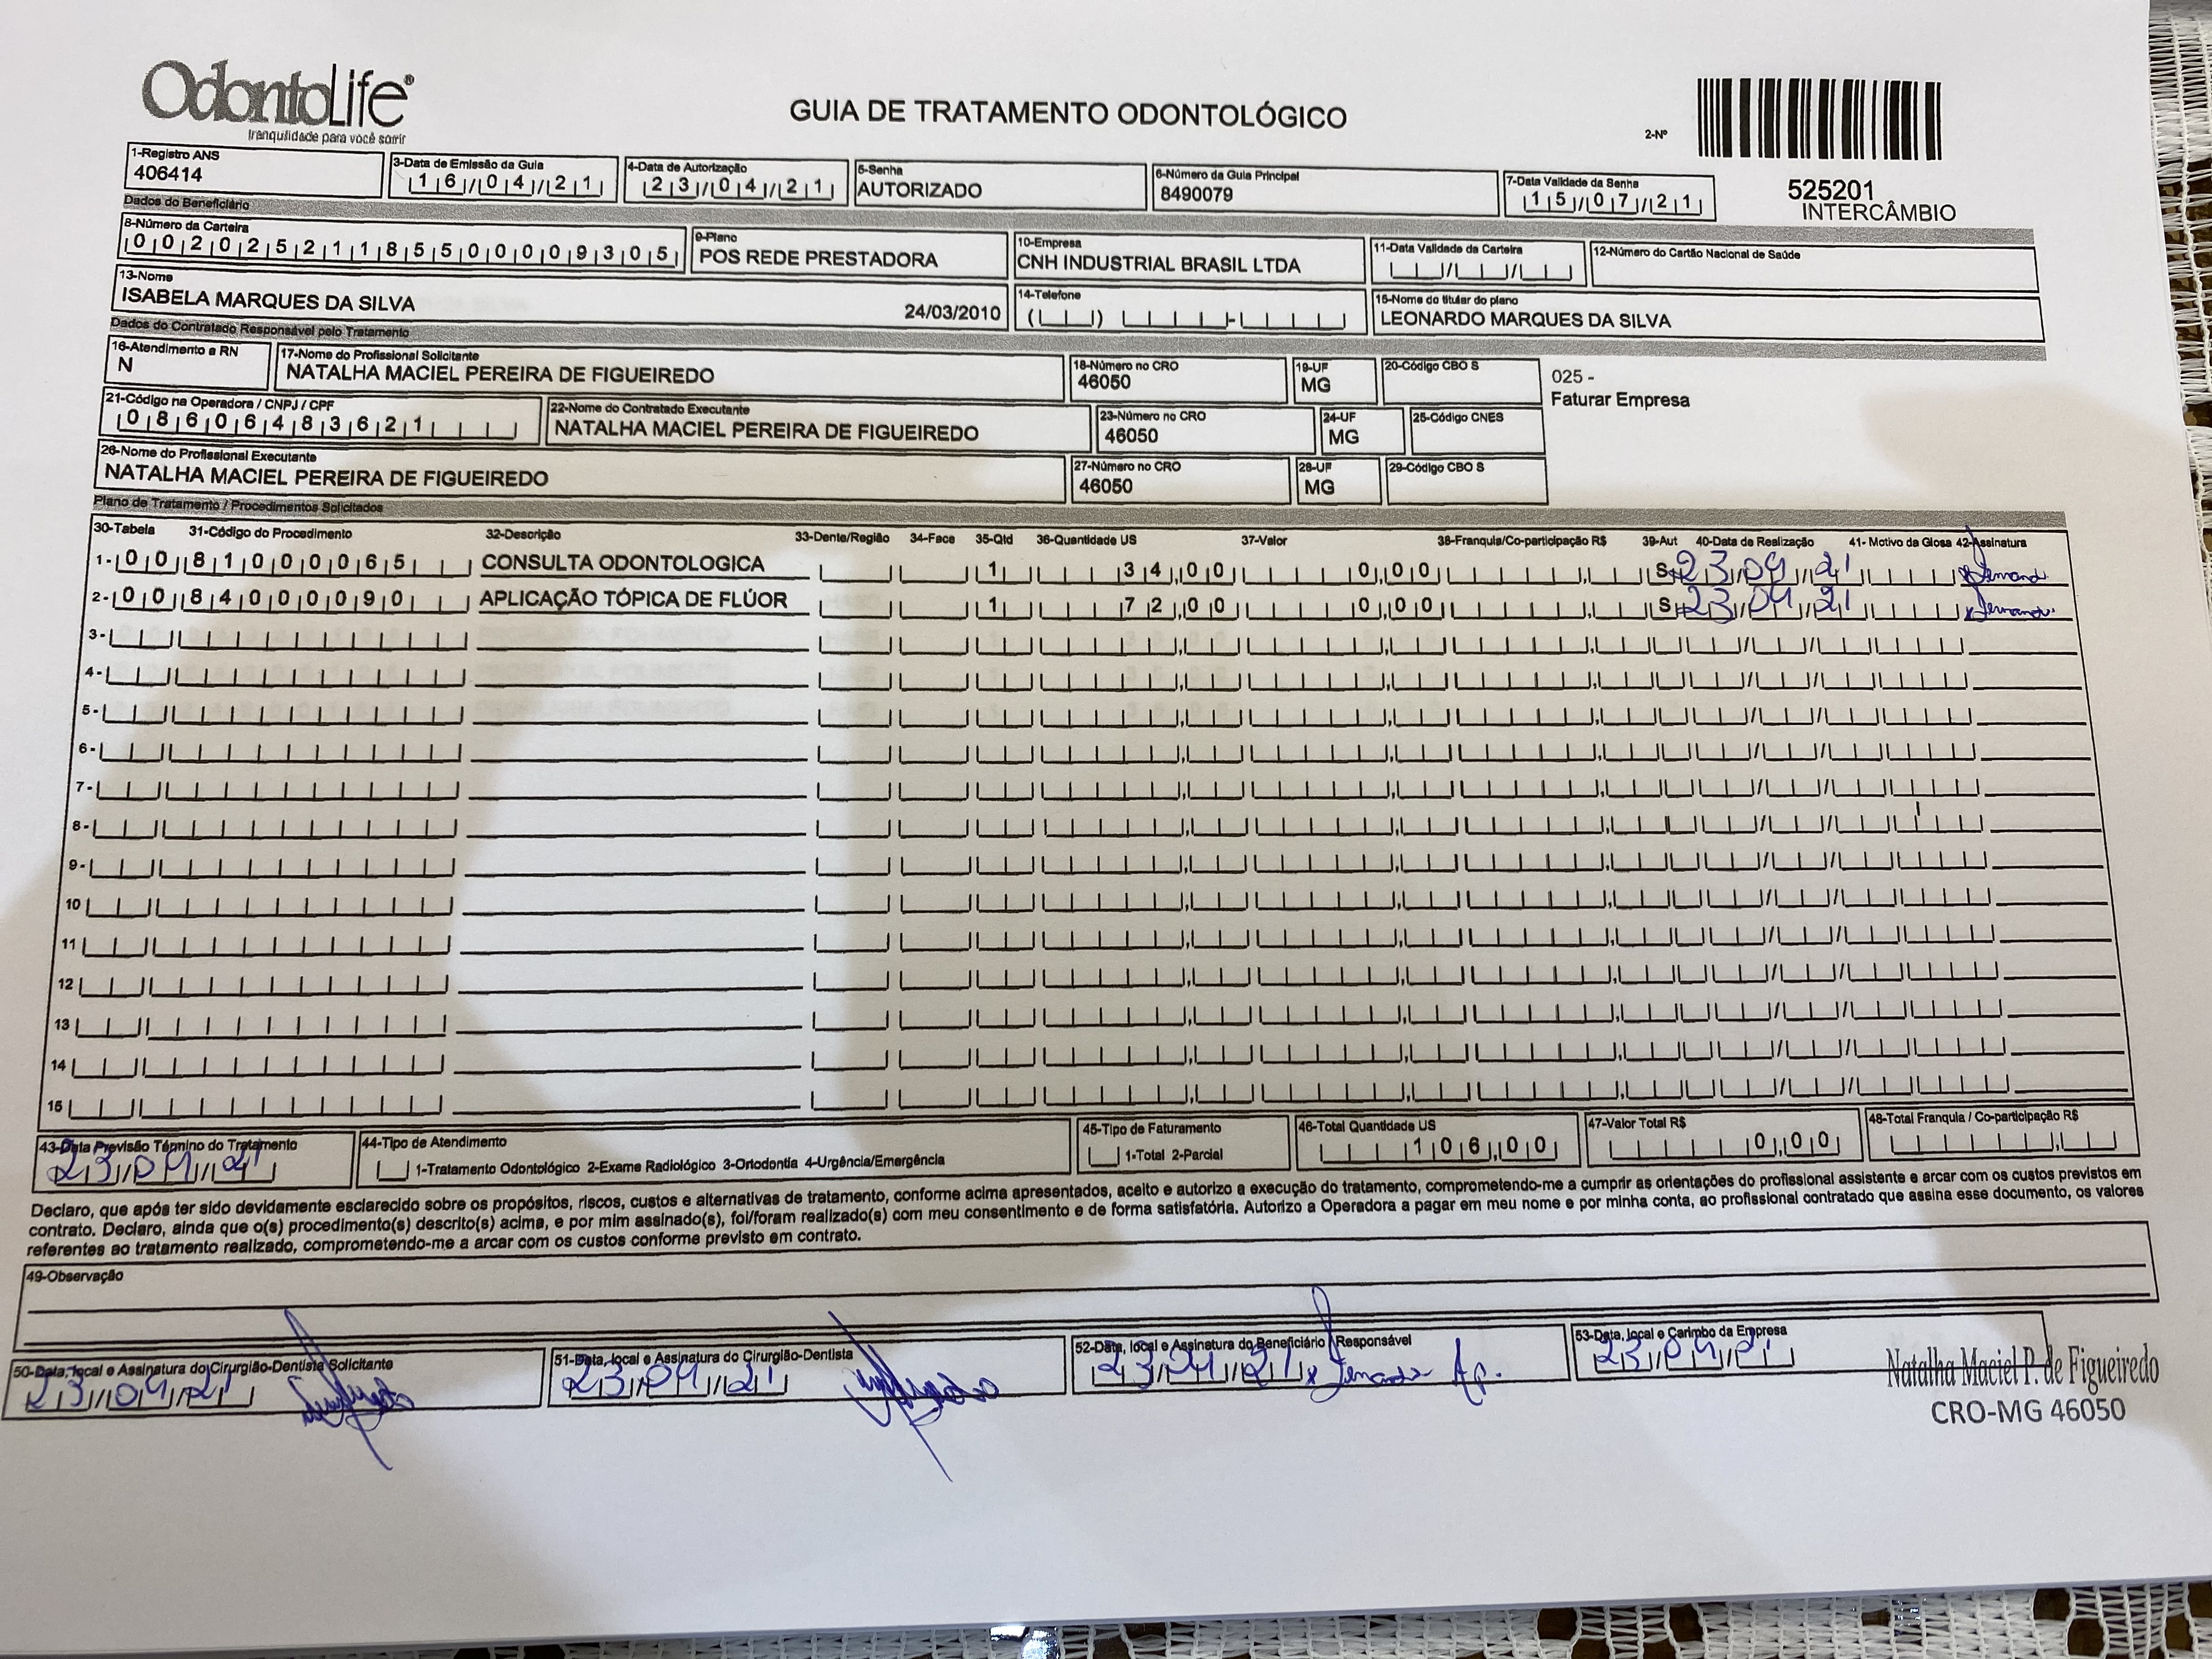 OdontoLife®
tranquilidade para você sorrir
GUIA DE TRATAMENTO ODONTOLÓGICO
2-Nº
525201
INTERCÂMBIO
1-Registro ANS
406414
3-Data de Emissão da Guia
16/04/21
4-Data de Autorização
23/04/21
5-Senha
AUTORIZADO
6-Número da Guia Principal
8490079
7-Data Validade da Senha
15/07/21
Dados do Beneficiário
8-Número da Carteira
00202521185500009305
9-Plano
POS REDE PRESTADORA
10-Empresa
CNH INDUSTRIAL BRASIL LTDA
11-Data Validade da Carteira
12-Número do Cartão Nacional de Saúde
13-Nome
ISABELA MARQUES DA SILVA 24/03/2010
14-Telefone
15-Nome do titular do plano
LEONARDO MARQUES DA SILVA
Dados do Contratado Responsável pelo Tratamento
16-Atendimento a RN
N
17-Nome do Profissional Solicitante
NATALHA MACIEL PEREIRA DE FIGUEIREDO
18-Número no CRO
46050
19-UF
MG
20-Código CBO S
025 -
Faturar Empresa
21-Código na Operadora / CNPJ / CPF
08606483621
22-Nome do Contratado Executante
NATALHA MACIEL PEREIRA DE FIGUEIREDO
23-Número no CRO
46050
24-UF
MG
25-Código CNES
26-Nome do Profissional Executante
NATALHA MACIEL PEREIRA DE FIGUEIREDO
27-Número no CRO
46050
28-UF
MG
29-Código CBO S
Plano de Tratamento / Procedimentos Solicitados
30-Tabela 31-Código do Procedimento 32-Descrição 33-Dente/Região 34-Face 35-Qtd 36-Quantidade US 37-Valor 38-Franquia/Co-participação R$ 39-Aut 40-Data de Realização 41- Motivo da Glosa 42-Assinatura
1- 00 81000065 CONSULTA ODONTOLOGICA 1 34,00 0,00 S 23/04/21
2- 00 84000090 APLICAÇÃO TÓPICA DE FLÚOR 1 72,00 0,00 S 23/04/21
3-
4-
5-
6-
7-
8-
9-
10
11
12
13
14
15
43-Data Previsão Término do Tratamento
23/04/21
44-Tipo de Atendimento
1-Tratamento Odontológico 2-Exame Radiológico 3-Ortodontia 4-Urgência/Emergência
45-Tipo de Faturamento
1-Total 2-Parcial
46-Total Quantidade US
106,00
47-Valor Total R$
0,00
48-Total Franquia / Co-participação R$
Declaro, que após ter sido devidamente esclarecido sobre os propósitos, riscos, custos e alternativas de tratamento, conforme acima apresentados, aceito e autorizo a execução do tratamento, comprometendo-me a cumprir as orientações do profissional assistente e arcar com os custos previstos em
contrato. Declaro, ainda que o(s) procedimento(s) descrito(s) acima, e por mim assinado(s), foi/foram realizado(s) com meu consentimento e de forma satisfatória. Autorizo a Operadora a pagar em meu nome e por minha conta, ao profissional contratado que assina esse documento, os valores
referentes ao tratamento realizado, comprometendo-me a arcar com os custos conforme previsto em contrato.
49-Observação
50-Data, local e Assinatura do Cirurgião-Dentista Solicitante
23/04/21
51-Data, local e Assinatura do Cirurgião-Dentista
23/04/21
52-Data, local e Assinatura do Beneficiário / Responsável
23/04/21
53-Data, local e Carimbo da Empresa
23/04/21
Natalha Maciel P. de Figueiredo
CRO-MG 46050